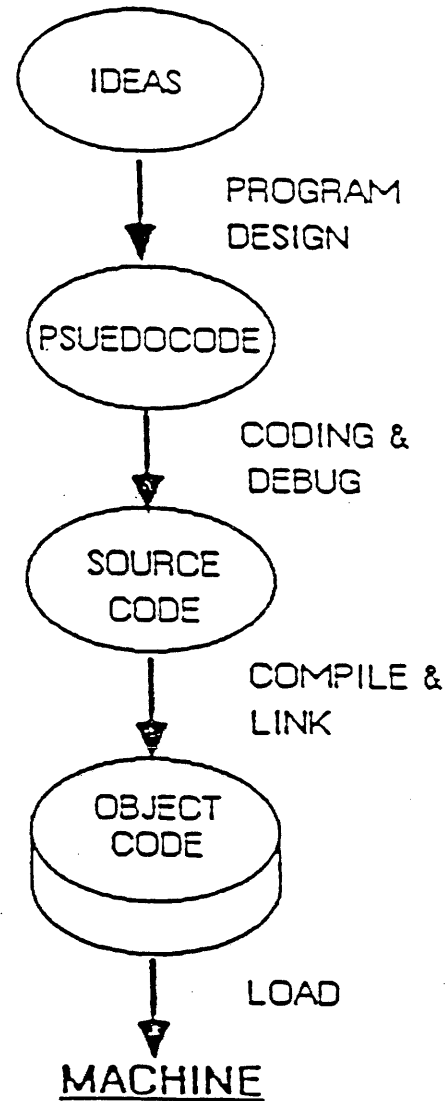 IDEAS
PROGRAM
DESIGN
PSUEDOCODE
CODING &
DEBUG
SOURCE
CODE
COMPILE &
LINK
OBJECT
CODE
LOAD
MACHINE